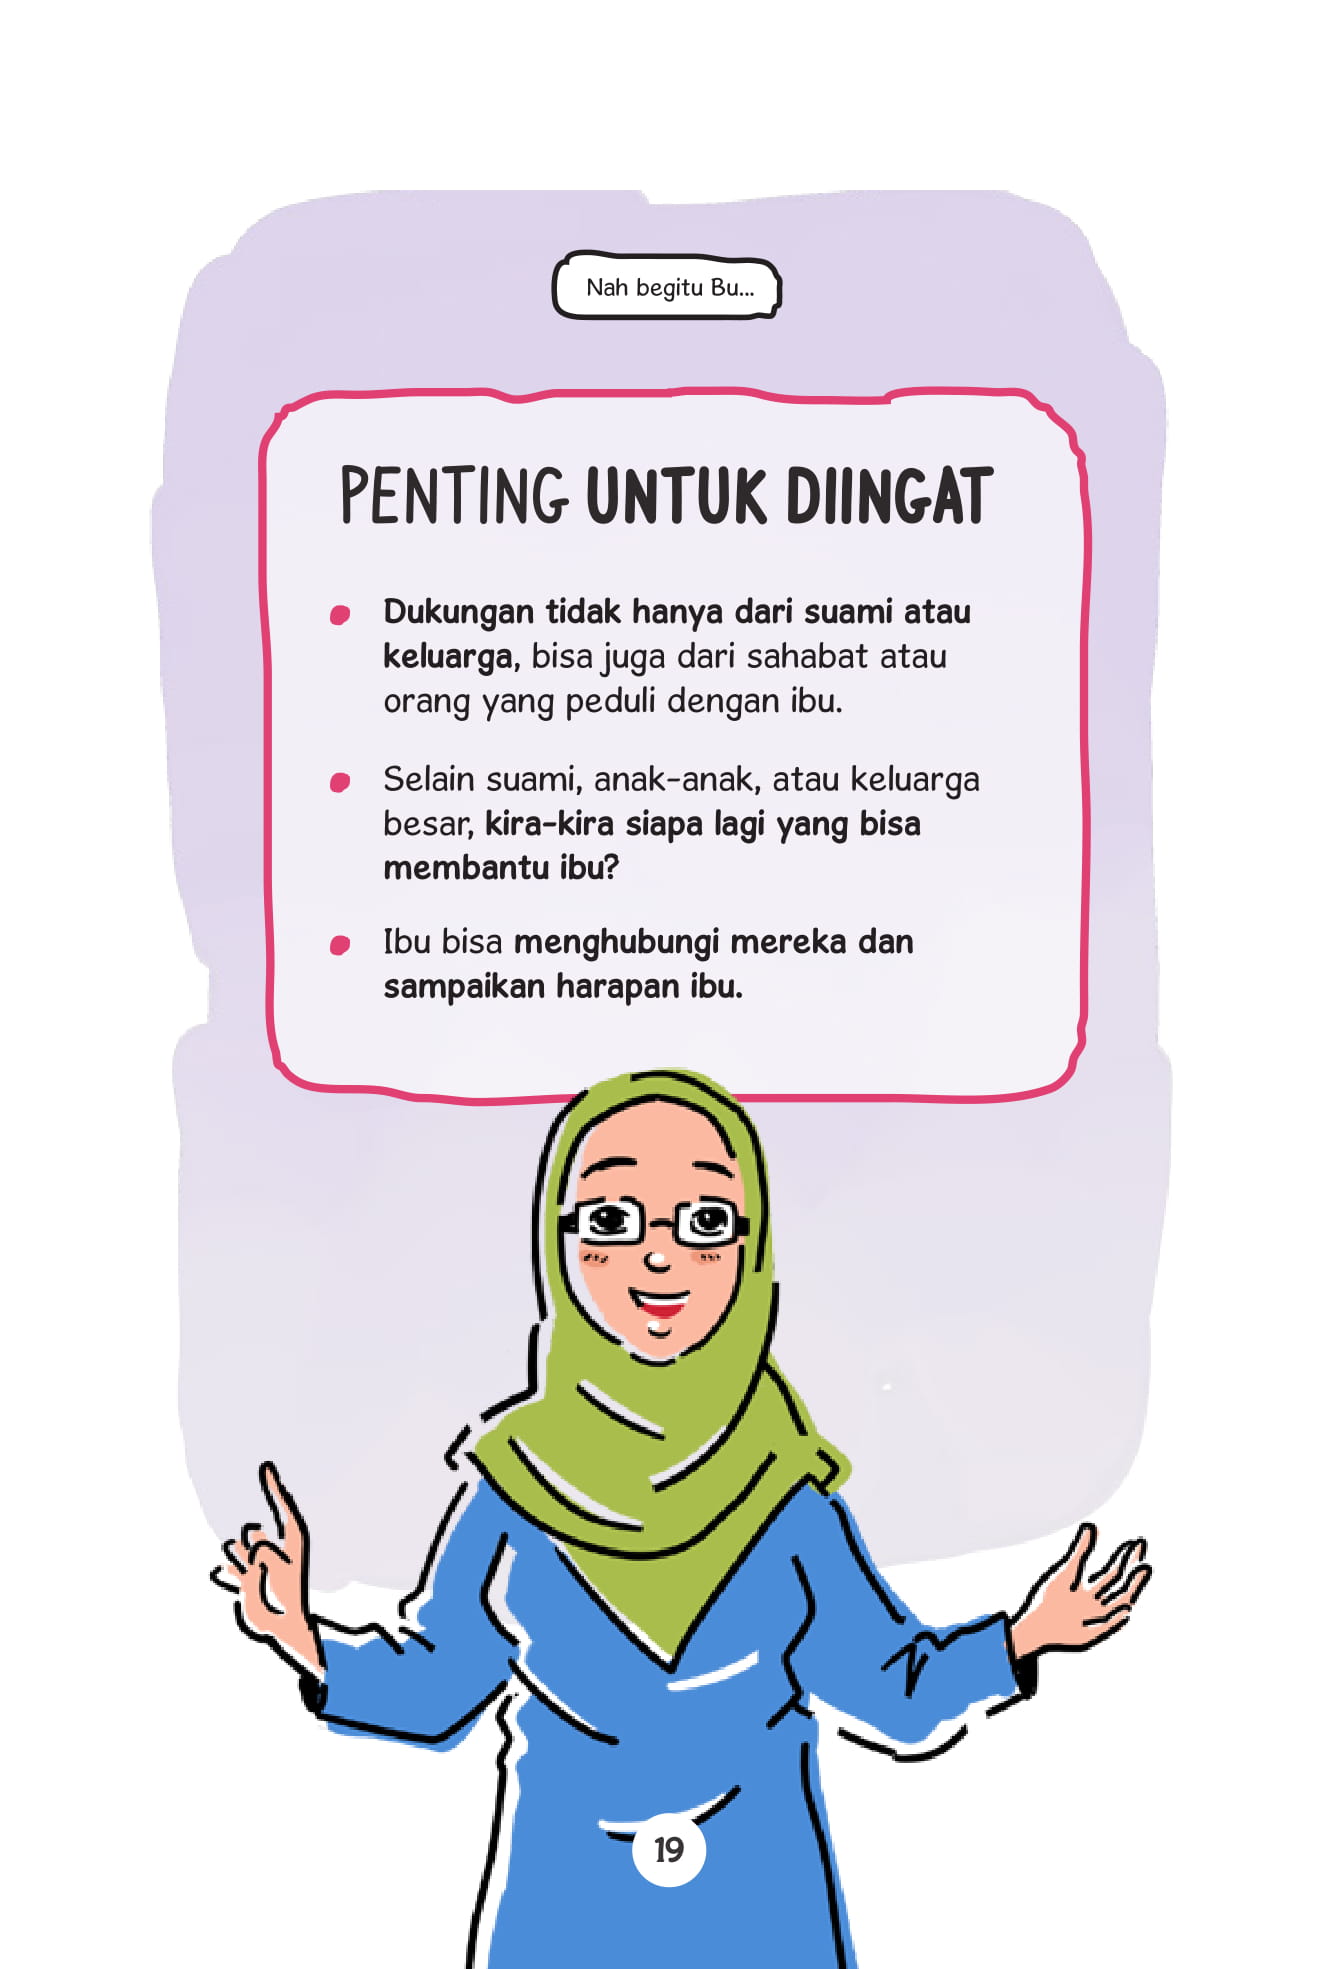 Nah begitu Bu...
PENTING UNTUK DIINGAT
Dukungan tidak hanya dari suami atau
keluarga, bisa juga dari sahabat atau
orang yang peduli dengan ibu.
Selain suami, anak-anak, atau keluarga
besar, kira-kira siapa lagi yang bisa
membantu ibu?
Ibu bisa menghubungi mereka dan
sampaikan harapan ibu.
19